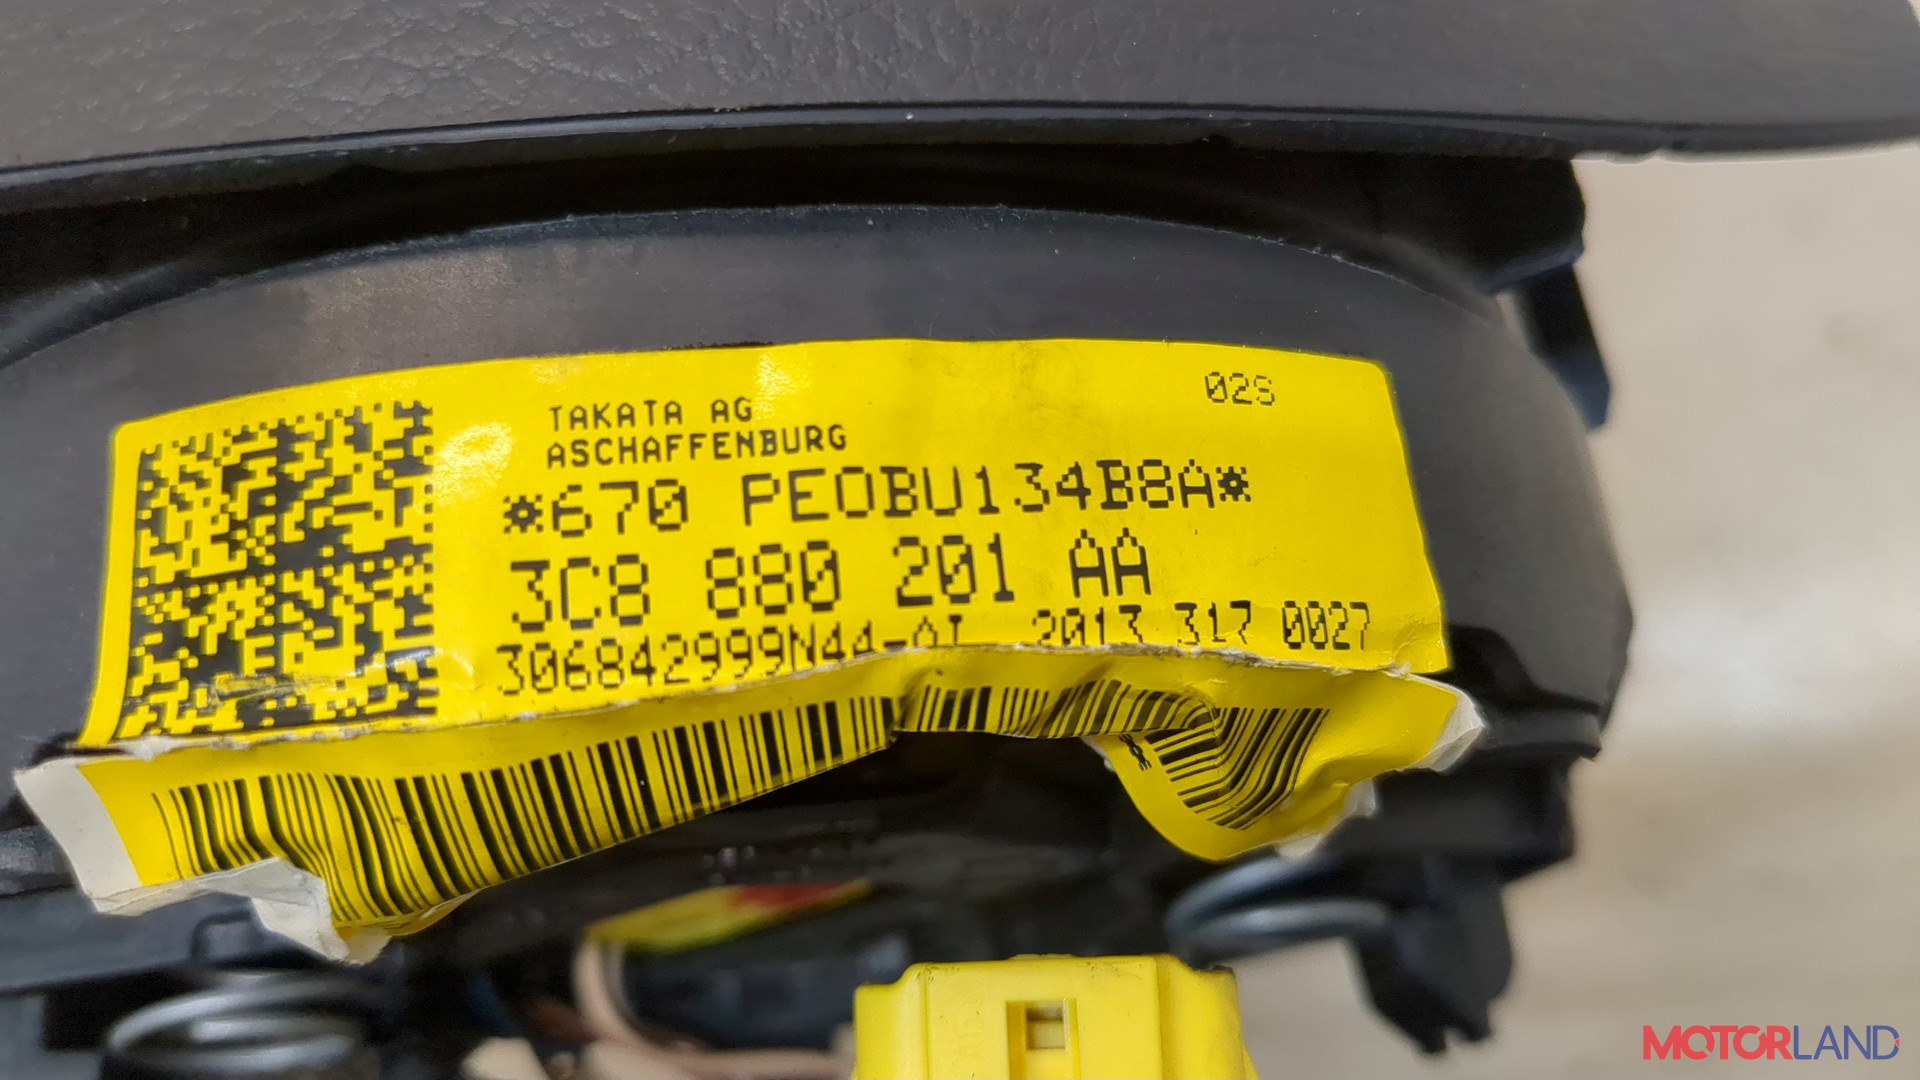 02S
TAKATA AG
ASCHAFFENBURG
*670 PE0BU134B8A*
3C8 880 201 AA
306842999N44-AI 2013 317 0027
MOTORLAND